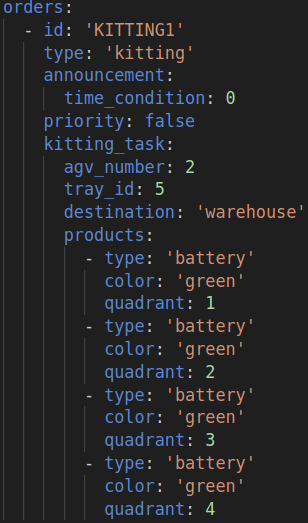 orders:
  - id: 'KITTING1'
    type: 'kitting'
    announcement:
      time_condition: 0
    priority: false
    kitting_task:
      agv_number: 2
      tray_id: 5
      destination: 'warehouse'
      products:
        - type: 'battery'
          color: 'green'
          quadrant: 1
        - type: 'battery'
          color: 'green'
          quadrant: 2
        - type: 'battery'
          color: 'green'
          quadrant: 3
        - type: 'battery'
          color: 'green'
          quadrant: 4